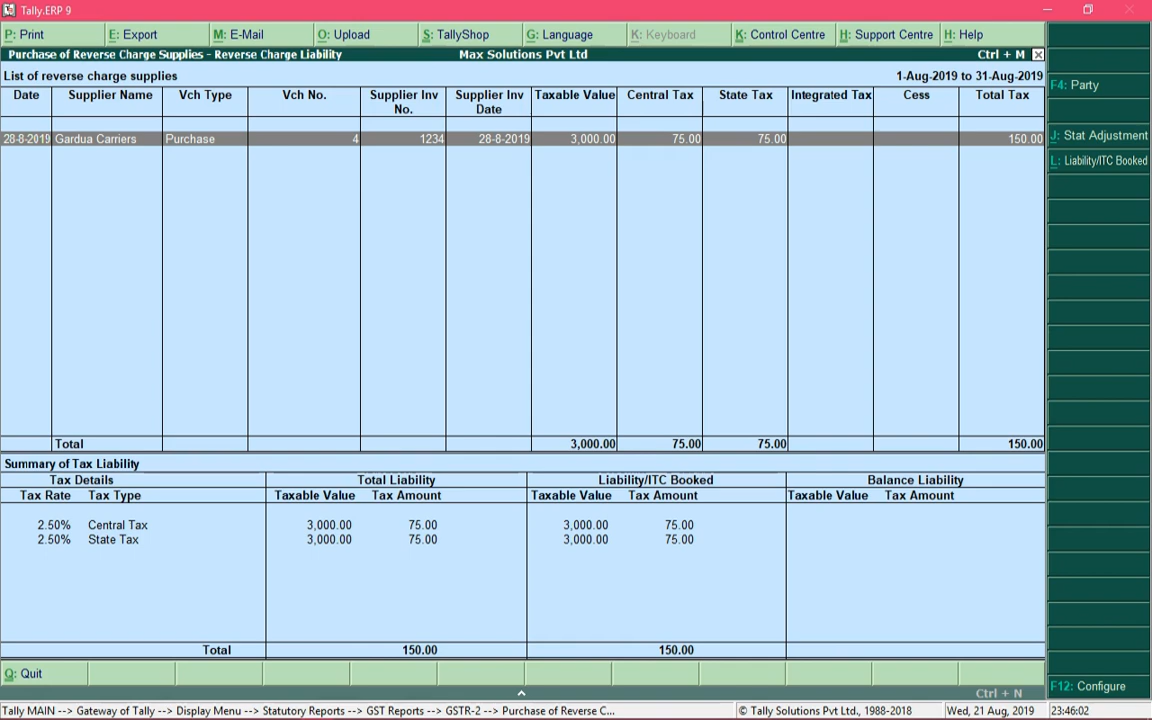 Tally.ERP 9
P: Print E: Export M: E-Mail O: Upload S: TallyShop G: Language K: Keyboard K: Control Centre H: Support Centre H: Help
Purchase of Reverse Charge Supplies - Reverse Charge Liability Max Solutions Pvt Ltd Ctrl + M
List of reverse charge supplies 1-Aug-2019 to 31-Aug-2019
Date Supplier Name Vch Type Vch No. Supplier Inv No. Supplier Inv Date Taxable Value Central Tax State Tax Integrated Tax Cess Total Tax
28-8-2019 Gardua Carriers Purchase 4 1234 28-8-2019 3,000.00 75.00 75.00 150.00
Total 3,000.00 75.00 75.00 150.00
Summary of Tax Liability
Tax Details Total Liability Liability/ITC Booked Balance Liability
Tax Rate Tax Type Taxable Value Tax Amount Taxable Value Tax Amount Taxable Value Tax Amount
2.50% Central Tax 3,000.00 75.00 3,000.00 75.00
2.50% State Tax 3,000.00 75.00 3,000.00 75.00
Total 150.00 150.00
Q: Quit
Ctrl + N
F4: Party
J: Stat Adjustment
L: Liability/ITC Booked
F12: Configure
Tally MAIN --> Gateway of Tally --> Display Menu --> Statutory Reports --> GST Reports --> GSTR-2 --> Purchase of Reverse C... © Tally Solutions Pvt Ltd., 1988-2018 Wed, 21 Aug, 2019 23:46:02